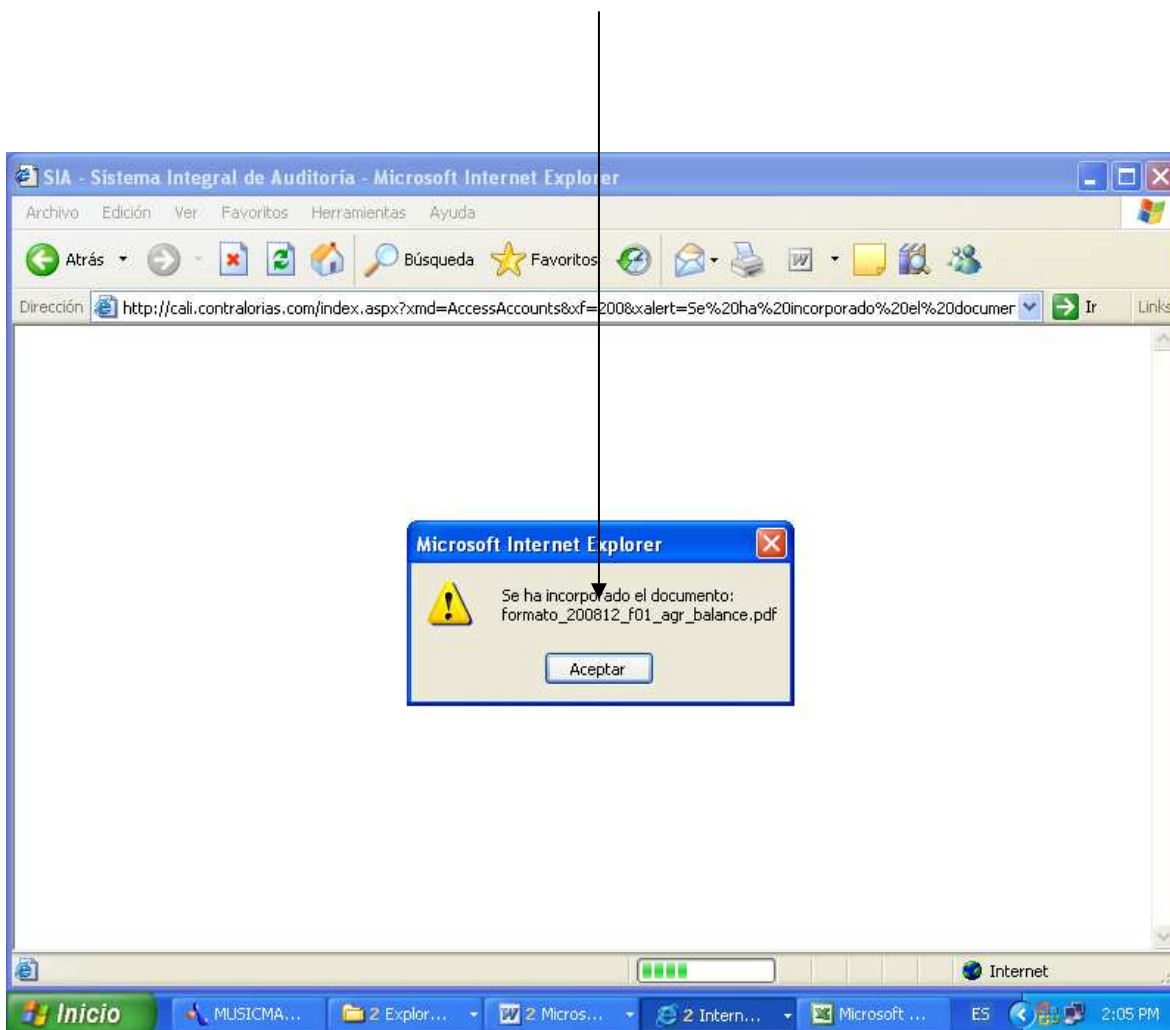 SIA - Sistema Integral de Auditoria - Microsoft Internet Explorer
Archivo Edición Ver Favoritos Herramientas Ayuda
Atrás Búsqueda Favoritos
Dirección http://cali.contralorias.com/index.aspx?xmd=AccessAccounts&xf=200&xalert=Se%20ha%20incorporado%20el%20documen Ir Links
Microsoft Internet Explorer
Se ha incorporado el documento:
formato_200812_f01_agr_balance.pdf
Aceptar
Internet
Inicio MUSICMA... 2 Explor... 2 Micros... 2 Intern... Microsoft ... ES 2:05 PM